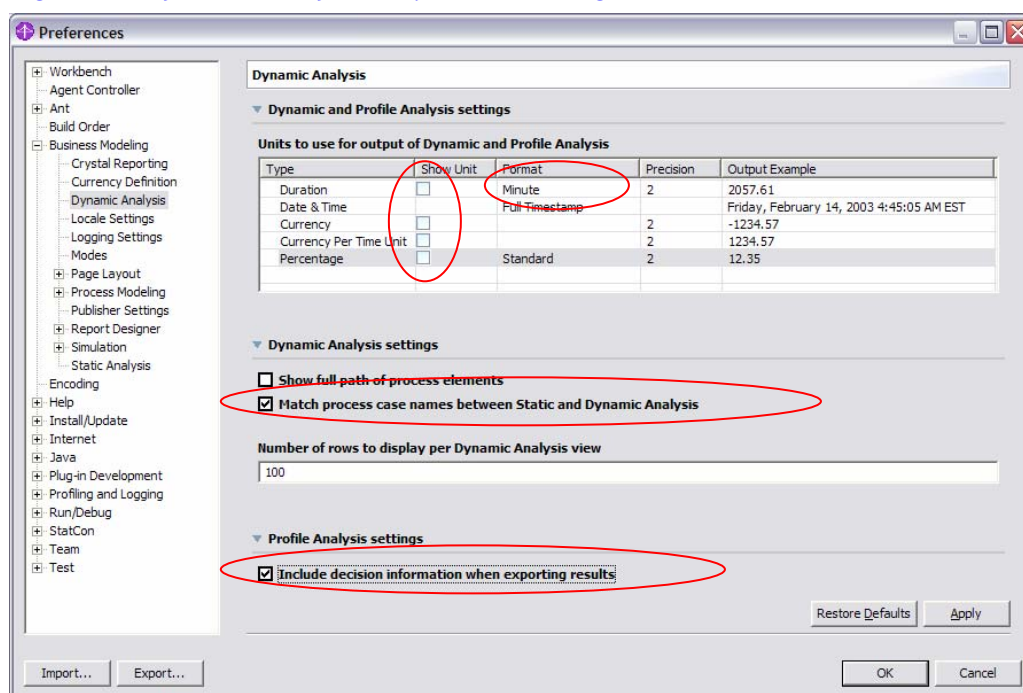 Preferences
Workbench
Agent Controller
Ant
Build Order
Business Modeling
Crystal Reporting
Currency Definition
Dynamic Analysis
Locale Settings
Logging Settings
Modes
Page Layout
Process Modeling
Publisher Settings
Report Designer
Simulation
Static Analysis
Encoding
Help
Install/Update
Internet
Java
Plug-in Development
Profiling and Logging
Run/Debug
StatCon
Team
Test
Dynamic Analysis
Dynamic and Profile Analysis settings
Units to use for output of Dynamic and Profile Analysis
Type Show Unit Format Precision Output Example
Duration Minute 2 2057.61
Date & Time Full Timestamp Friday, February 14, 2003 4:45:05 AM EST
Currency 2 -1234.57
Currency Per Time Unit 2 1234.57
Percentage Standard 2 12.35
Dynamic Analysis settings
Show full path of process elements
Match process case names between Static and Dynamic Analysis
Number of rows to display per Dynamic Analysis view
100
Profile Analysis settings
Include decision information when exporting results
Restore Defaults Apply
Import... Export... OK Cancel